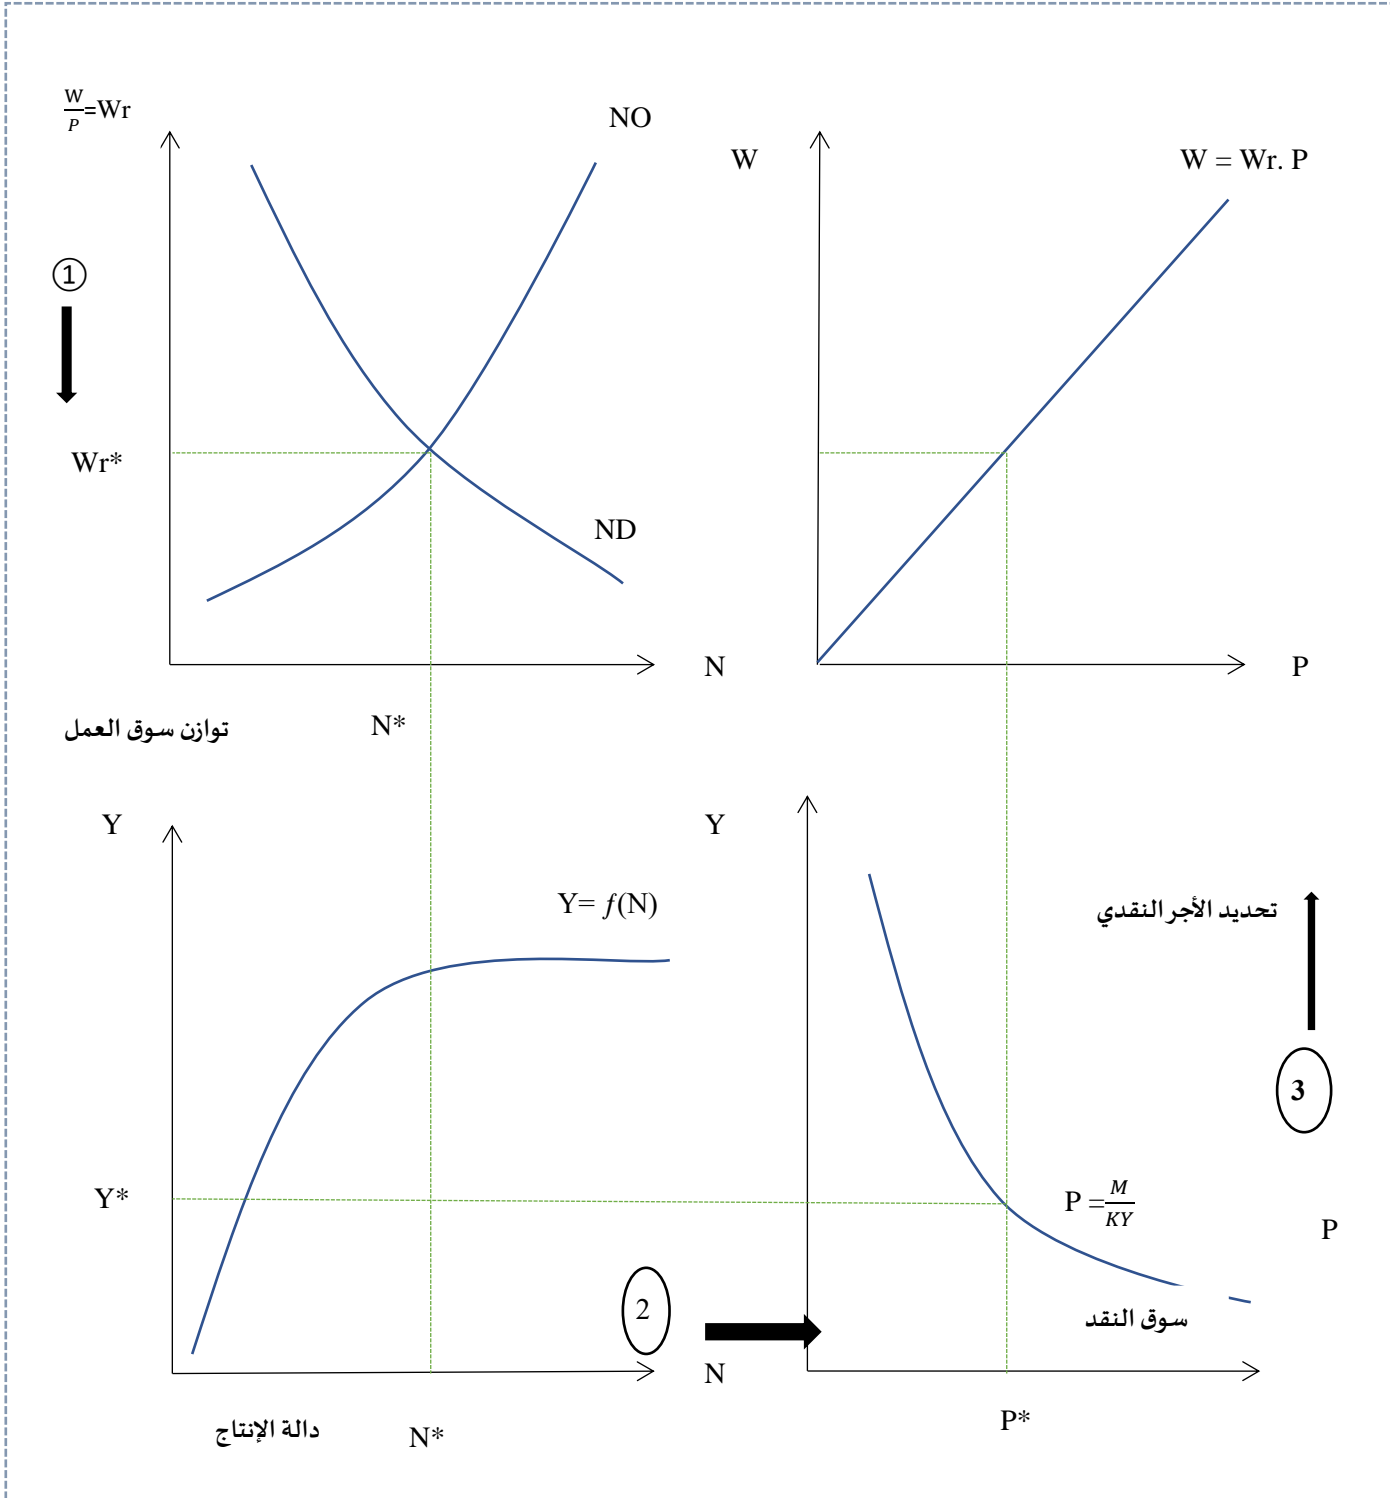 W/P=Wr
NO
W
W = Wr. P
①
Wr*
ND
N
P
توازن سوق العمل
N*
Y
Y= f(N)
Y
تحديد الأجر النقدي
3
Y*
P =M/KY
P
2
سوق النقد
N
دالة الإنتاج
N*
P*